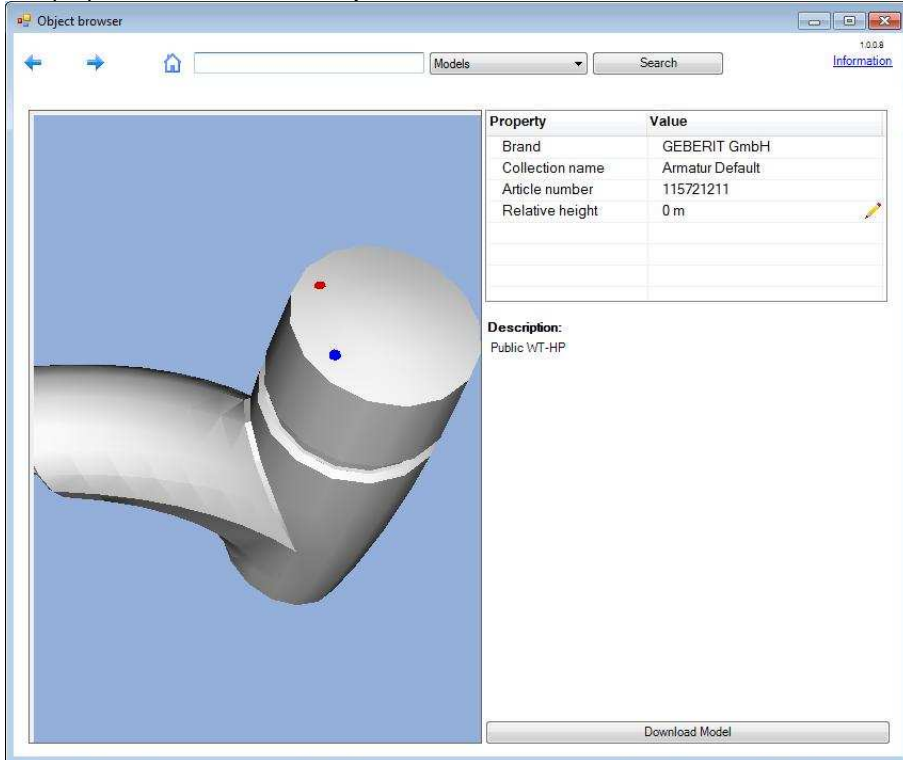 Object browser
1.0.0.8
Models
Search
Information
Property Value
Brand GEBERIT GmbH
Collection name Armatur Default
Article number 115721211
Relative height 0 m
Description:
Public WT-HP
Download Model